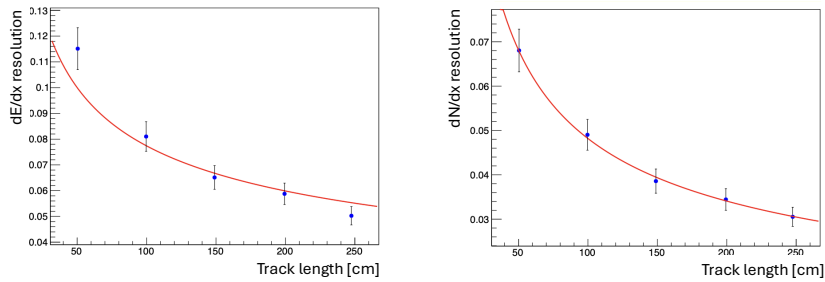 dE/dx resolution
0.13
0.12
0.11
0.1
0.09
0.08
0.07
0.06
0.05
0.04
50 100 150 200 250
Track length [cm]
dN/dx resolution
0.07
0.06
0.05
0.04
0.03
50 100 150 200 250
Track length [cm]